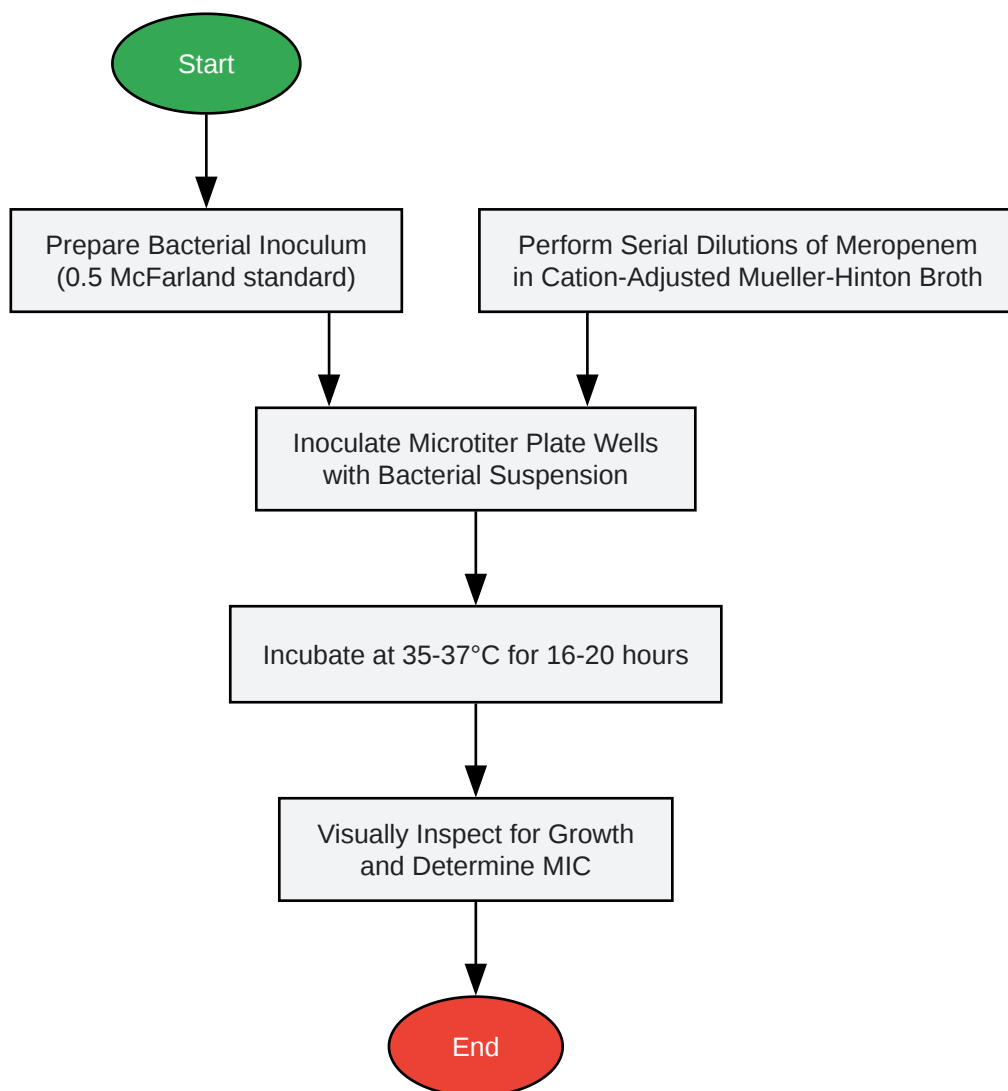 Start
Prepare Bacterial Inoculum
(0.5 McFarland standard)
Perform Serial Dilutions of Meropenem
in Cation-Adjusted Mueller-Hinton Broth
Inoculate Microtiter Plate Wells
with Bacterial Suspension
Incubate at 35-37°C for 16-20 hours
Visually Inspect for Growth
and Determine MIC
End